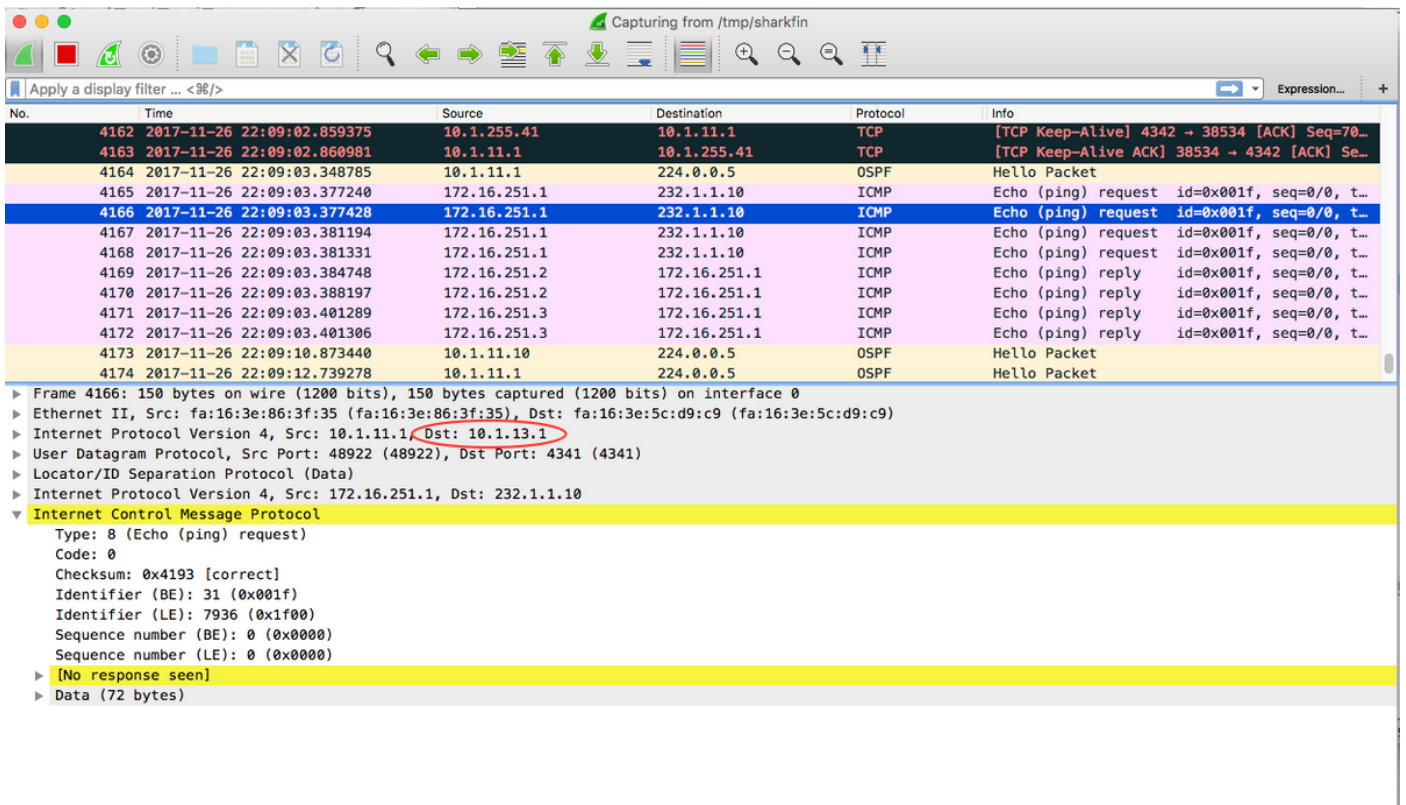 Capturing from /tmp/sharkfin
Apply a display filter ... <⌘/> Expression... +
No. Time Source Destination Protocol Info
4162 2017-11-26 22:09:02.859375 10.1.255.41 10.1.11.1 TCP [TCP Keep-Alive] 4342 → 38534 [ACK] Seq=70…
4163 2017-11-26 22:09:02.860981 10.1.11.1 10.1.255.41 TCP [TCP Keep-Alive ACK] 38534 → 4342 [ACK] Se…
4164 2017-11-26 22:09:03.348785 10.1.11.1 224.0.0.5 OSPF Hello Packet
4165 2017-11-26 22:09:03.377240 172.16.251.1 232.1.1.10 ICMP Echo (ping) request id=0x001f, seq=0/0, t…
4166 2017-11-26 22:09:03.377428 172.16.251.1 232.1.1.10 ICMP Echo (ping) request id=0x001f, seq=0/0, t…
4167 2017-11-26 22:09:03.381194 172.16.251.1 232.1.1.10 ICMP Echo (ping) request id=0x001f, seq=0/0, t…
4168 2017-11-26 22:09:03.381331 172.16.251.1 232.1.1.10 ICMP Echo (ping) request id=0x001f, seq=0/0, t…
4169 2017-11-26 22:09:03.384748 172.16.251.2 172.16.251.1 ICMP Echo (ping) reply id=0x001f, seq=0/0, t…
4170 2017-11-26 22:09:03.388197 172.16.251.2 172.16.251.1 ICMP Echo (ping) reply id=0x001f, seq=0/0, t…
4171 2017-11-26 22:09:03.401289 172.16.251.3 172.16.251.1 ICMP Echo (ping) reply id=0x001f, seq=0/0, t…
4172 2017-11-26 22:09:03.401306 172.16.251.3 172.16.251.1 ICMP Echo (ping) reply id=0x001f, seq=0/0, t…
4173 2017-11-26 22:09:10.873440 10.1.11.10 224.0.0.5 OSPF Hello Packet
4174 2017-11-26 22:09:12.739278 10.1.11.1 224.0.0.5 OSPF Hello Packet
Frame 4166: 150 bytes on wire (1200 bits), 150 bytes captured (1200 bits) on interface 0
Ethernet II, Src: fa:16:3e:86:3f:35 (fa:16:3e:86:3f:35), Dst: fa:16:3e:5c:d9:c9 (fa:16:3e:5c:d9:c9)
Internet Protocol Version 4, Src: 10.1.11.1, Dst: 10.1.13.1
User Datagram Protocol, Src Port: 48922 (48922), Dst Port: 4341 (4341)
Locator/ID Separation Protocol (Data)
Internet Protocol Version 4, Src: 172.16.251.1, Dst: 232.1.1.10
Internet Control Message Protocol
Type: 8 (Echo (ping) request)
Code: 0
Checksum: 0x4193 [correct]
Identifier (BE): 31 (0x001f)
Identifier (LE): 7936 (0x1f00)
Sequence number (BE): 0 (0x0000)
Sequence number (LE): 0 (0x0000)
[No response seen]
Data (72 bytes)